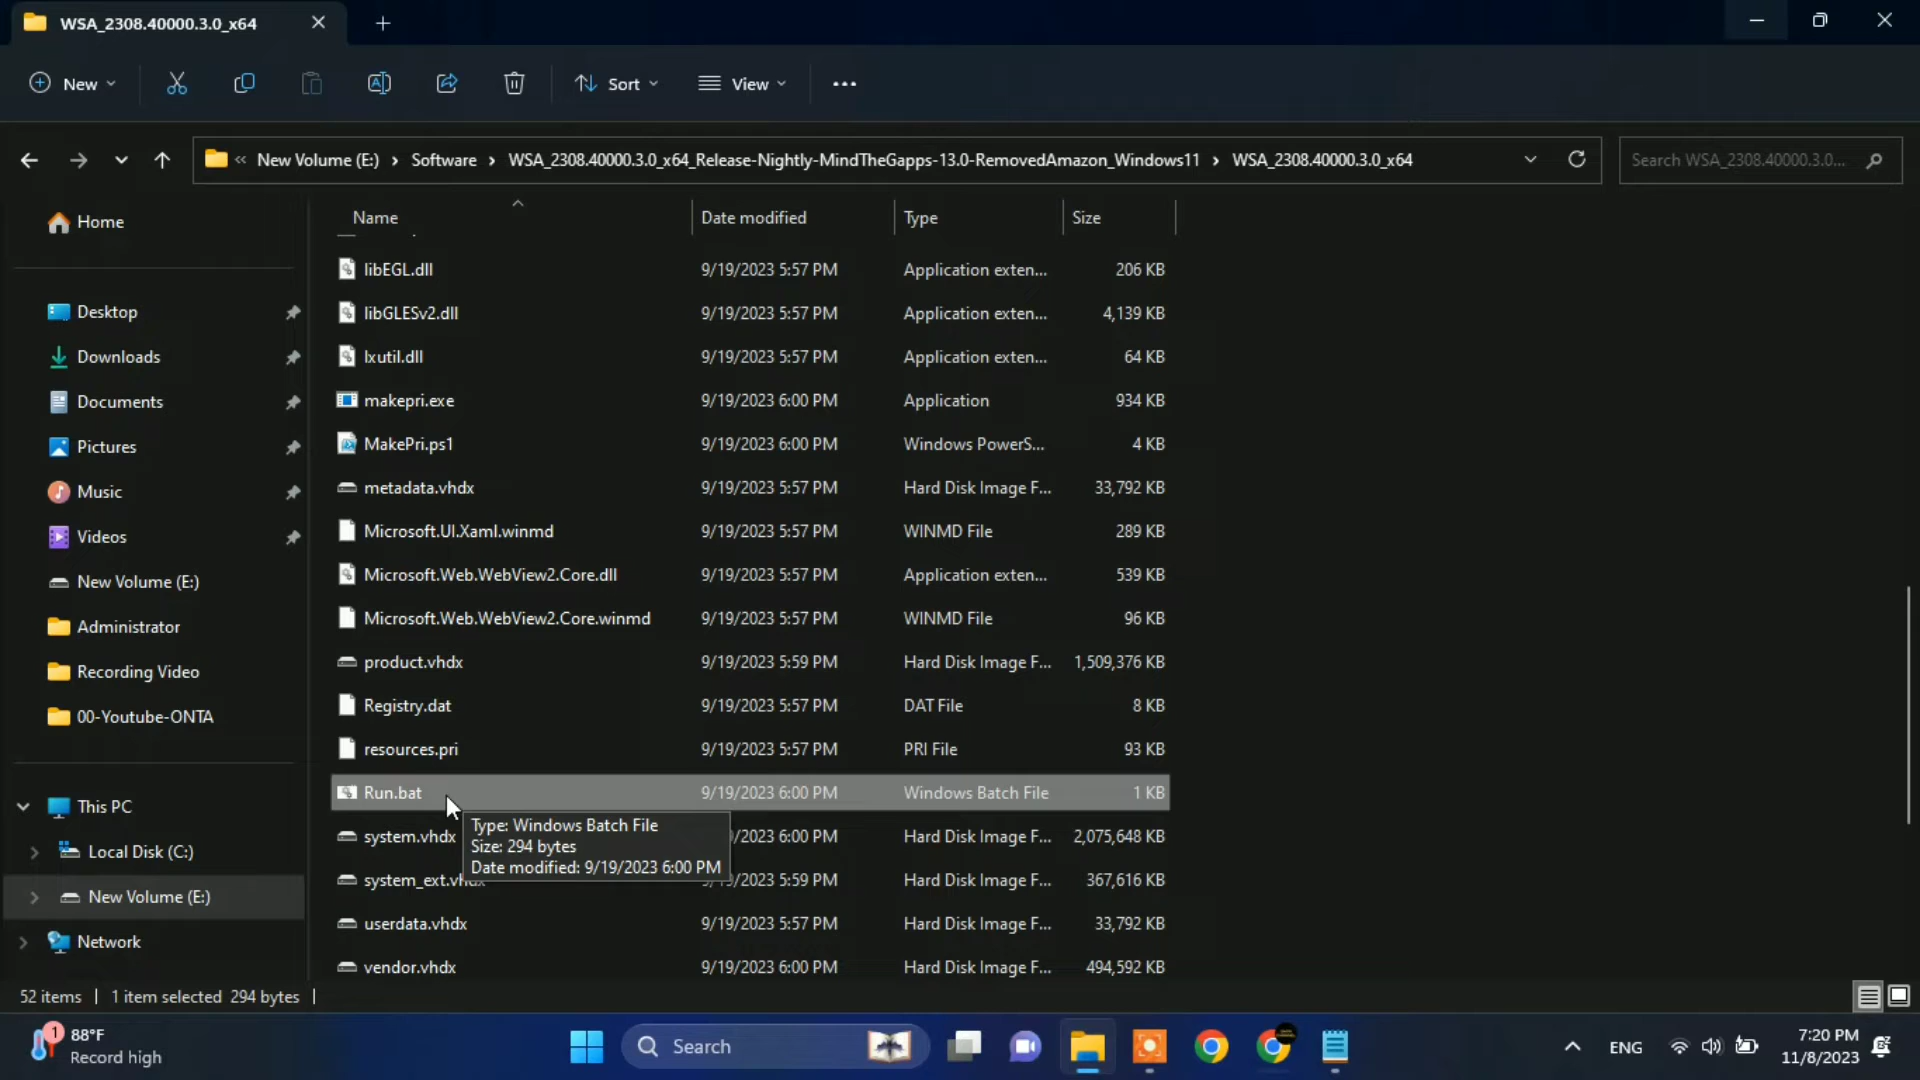 WSA_2308.40000.3.0_x64
New
Sort
View
« New Volume (E:) › Software › WSA_2308.40000.3.0_x64_Release-Nightly-MindTheGapps-13.0-RemovedAmazon_Windows11 › WSA_2308.40000.3.0_x64
Search WSA_2308.40000.3.0...
Home
Desktop
Downloads
Documents
Pictures
Music
Videos
New Volume (E:)
Administrator
Recording Video
00-Youtube-ONTA
This PC
Local Disk (C:)
New Volume (E:)
Network
Name Date modified Type Size
libEGL.dll 9/19/2023 5:57 PM Application exten... 206 KB
libGLESv2.dll 9/19/2023 5:57 PM Application exten... 4,139 KB
lxutil.dll 9/19/2023 5:57 PM Application exten... 64 KB
makepri.exe 9/19/2023 6:00 PM Application 934 KB
MakePri.ps1 9/19/2023 6:00 PM Windows PowerS... 4 KB
metadata.vhdx 9/19/2023 5:57 PM Hard Disk Image F... 33,792 KB
Microsoft.UI.Xaml.winmd 9/19/2023 5:57 PM WINMD File 289 KB
Microsoft.Web.WebView2.Core.dll 9/19/2023 5:57 PM Application exten... 539 KB
Microsoft.Web.WebView2.Core.winmd 9/19/2023 5:57 PM WINMD File 96 KB
product.vhdx 9/19/2023 5:59 PM Hard Disk Image F... 1,509,376 KB
Registry.dat 9/19/2023 5:57 PM DAT File 8 KB
resources.pri 9/19/2023 5:57 PM PRI File 93 KB
Run.bat 9/19/2023 6:00 PM Windows Batch File 1 KB
system.vhdx /2023 6:00 PM Hard Disk Image F... 2,075,648 KB
system_ext.vhdx /2023 5:59 PM Hard Disk Image F... 367,616 KB
userdata.vhdx 9/19/2023 5:57 PM Hard Disk Image F... 33,792 KB
vendor.vhdx 9/19/2023 6:00 PM Hard Disk Image F... 494,592 KB
Type: Windows Batch File
Size: 294 bytes
Date modified: 9/19/2023 6:00 PM
52 items 1 item selected 294 bytes
1
88°F
Record high
Search
ENG
7:20 PM
11/8/2023